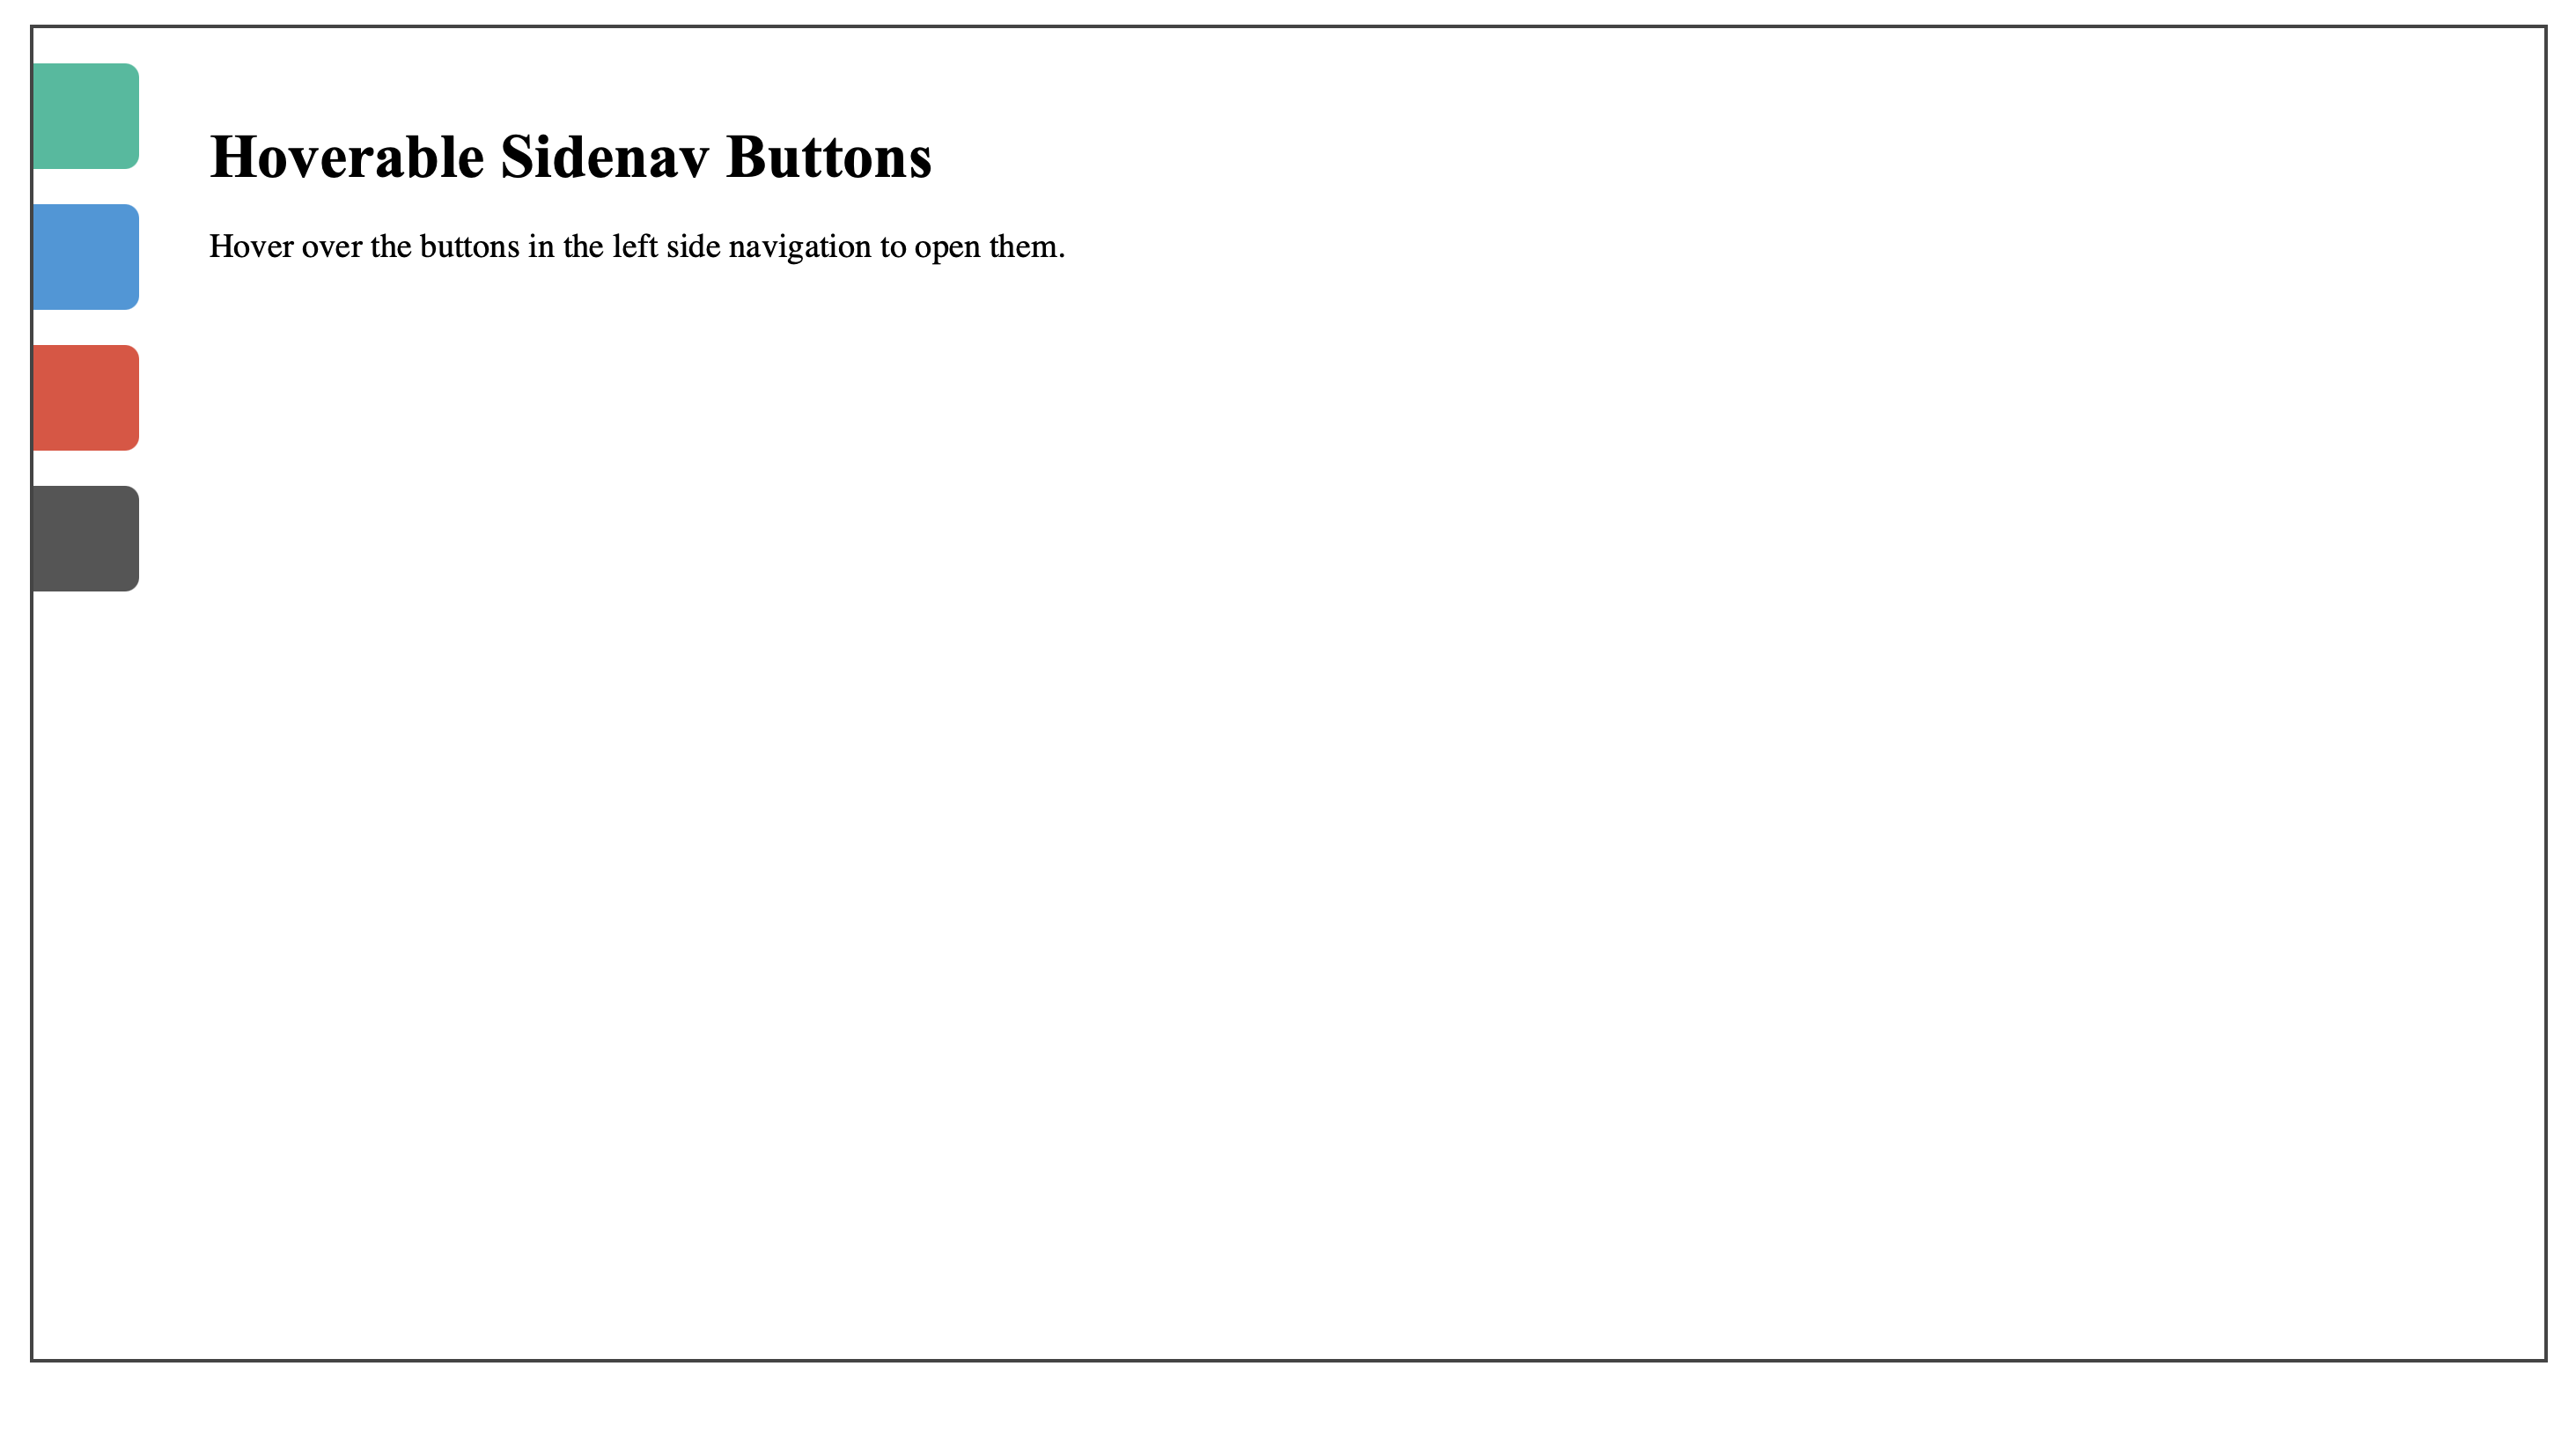 Hoverable Sidenav Buttons
Hover over the buttons in the left side navigation to open them.